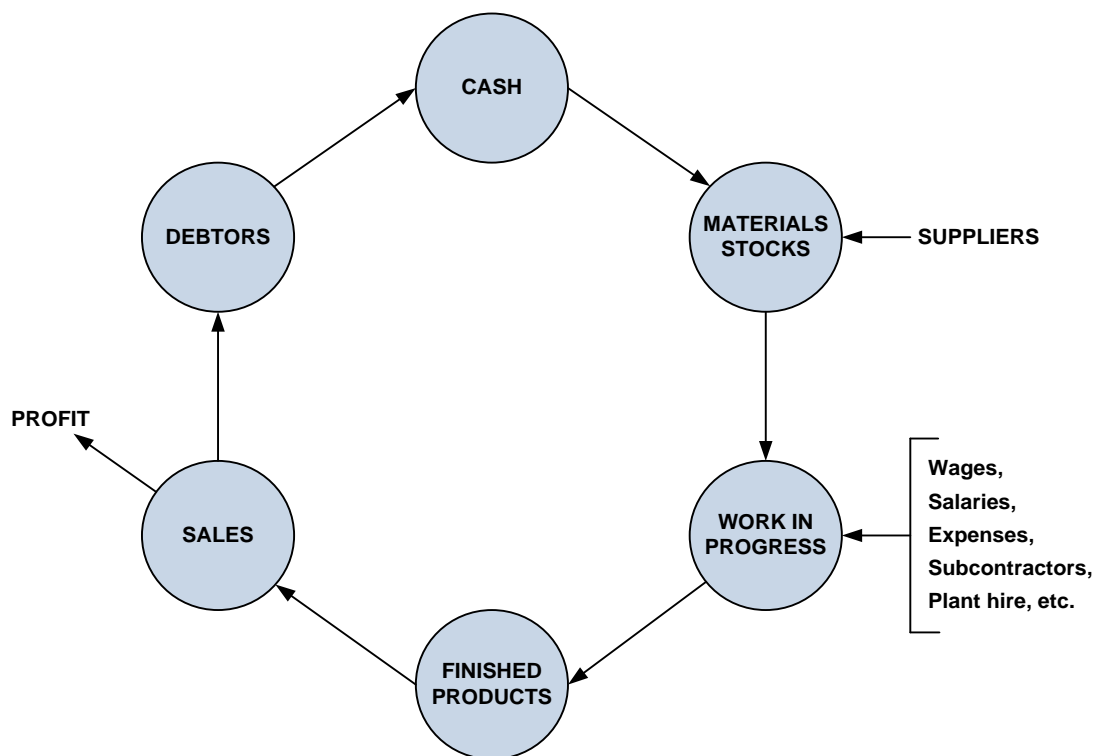 CASH
DEBTORS
MATERIALS
STOCKS
SUPPLIERS
PROFIT
SALES
WORK IN
PROGRESS
Wages,
Salaries,
Expenses,
Subcontractors,
Plant hire, etc.
FINISHED
PRODUCTS